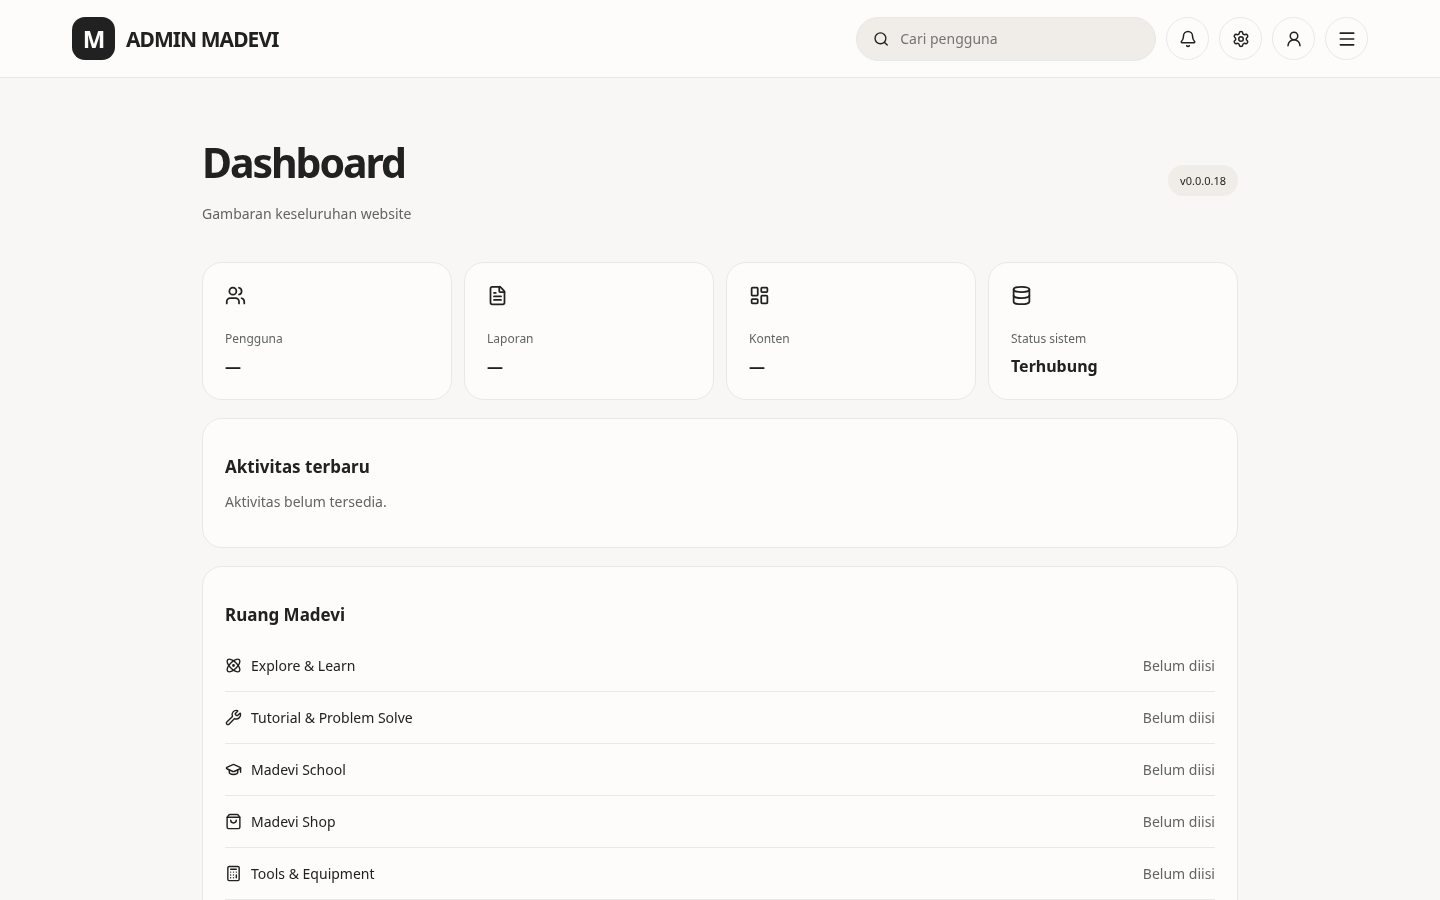 M ADMIN MADEVI
Cari pengguna
Dashboard
v0.0.0.18
Gambaran keseluruhan website
Pengguna
—
Laporan
—
Konten
—
Status sistem
Terhubung
Aktivitas terbaru
Aktivitas belum tersedia.
Ruang Madevi
Explore & Learn Belum diisi
Tutorial & Problem Solve Belum diisi
Madevi School Belum diisi
Madevi Shop Belum diisi
Tools & Equipment Belum diisi